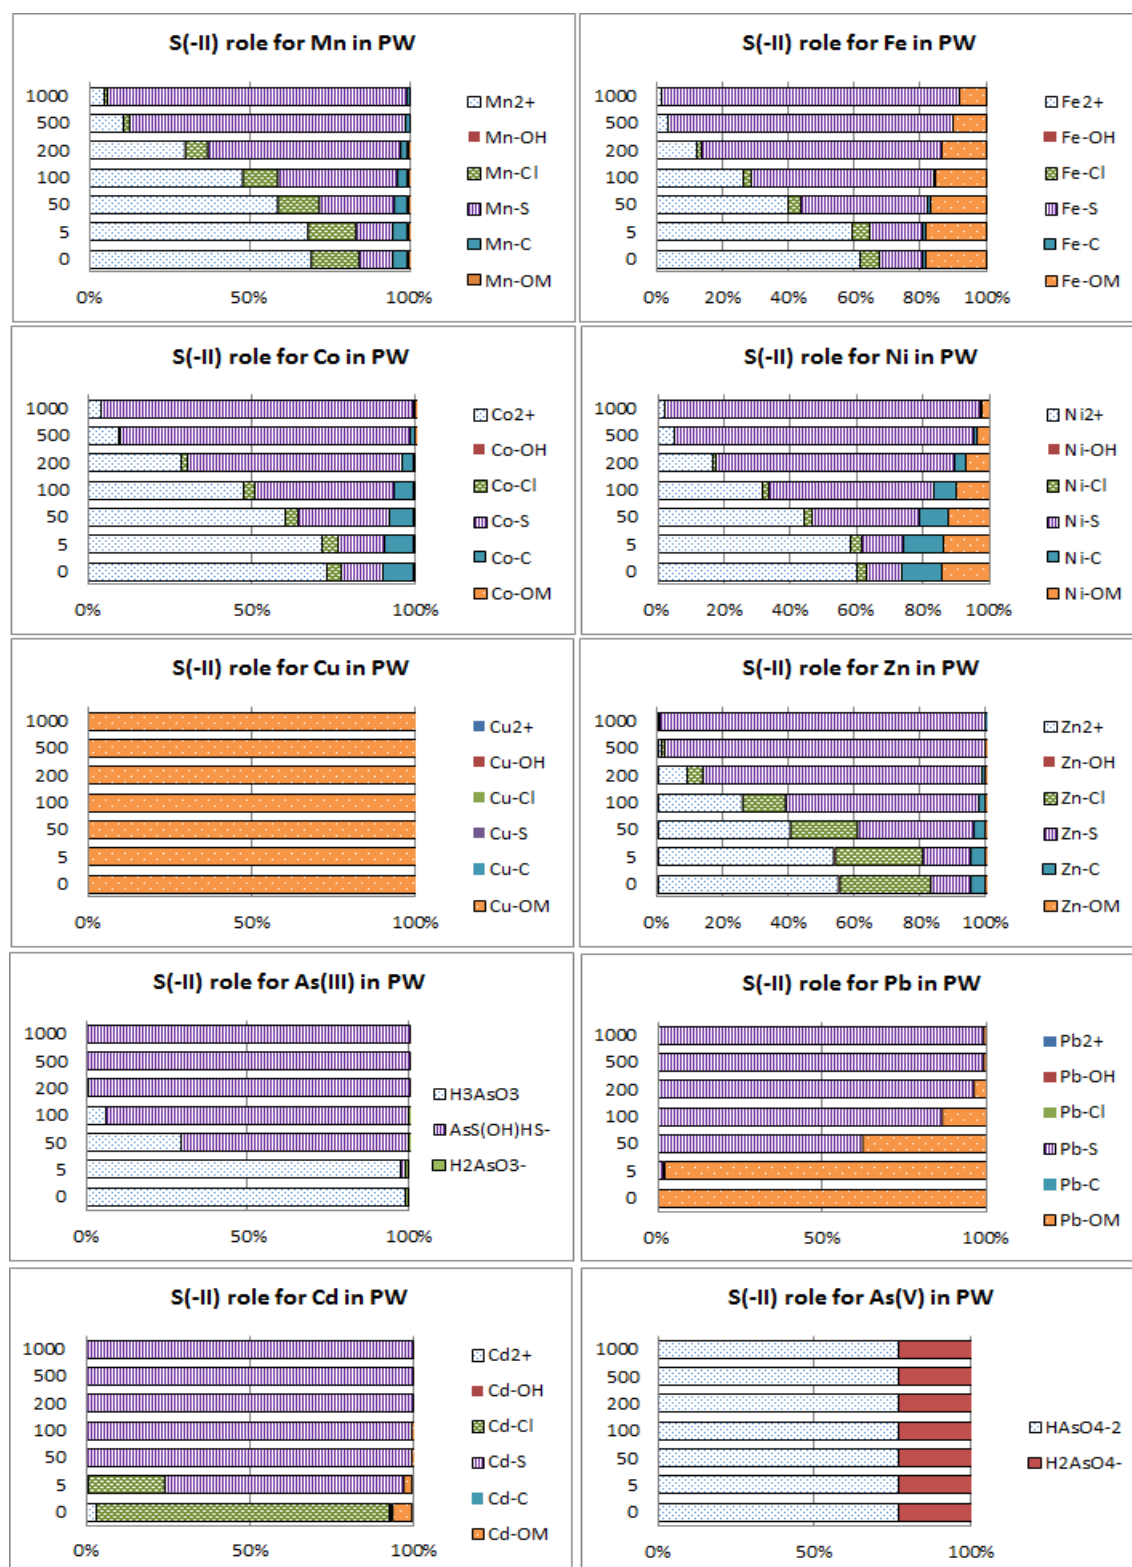 S(-II) role for Mn in PW
1000
500
200
100
50
5
0
0%
50%
100%
Mn2+
Mn-OH
Mn-Cl
Mn-S
Mn-C
Mn-OM
S(-II) role for Fe in PW
1000
500
200
100
50
5
0
0%
20%
40%
60%
80%
100%
Fe2+
Fe-OH
Fe-Cl
Fe-S
Fe-C
Fe-OM
S(-II) role for Co in PW
1000
500
200
100
50
5
0
0%
50%
100%
Co2+
Co-OH
Co-Cl
Co-S
Co-C
Co-OM
S(-II) role for Ni in PW
1000
500
200
100
50
5
0
0%
20%
40%
60%
80%
100%
Ni2+
Ni-OH
Ni-Cl
Ni-S
Ni-C
Ni-OM
S(-II) role for Cu in PW
1000
500
200
100
50
5
0
0%
50%
100%
Cu2+
Cu-OH
Cu-Cl
Cu-S
Cu-C
Cu-OM
S(-II) role for Zn in PW
1000
500
200
100
50
5
0
0%
20%
40%
60%
80%
100%
Zn2+
Zn-OH
Zn-Cl
Zn-S
Zn-C
Zn-OM
S(-II) role for As(III) in PW
1000
500
200
100
50
5
0
0%
50%
100%
H3AsO3
AsS(OH)HS-
H2AsO3-
S(-II) role for Pb in PW
1000
500
200
100
50
5
0
0%
50%
100%
Pb2+
Pb-OH
Pb-Cl
Pb-S
Pb-C
Pb-OM
S(-II) role for Cd in PW
1000
500
200
100
50
5
0
0%
50%
100%
Cd2+
Cd-OH
Cd-Cl
Cd-S
Cd-C
Cd-OM
S(-II) role for As(V) in PW
1000
500
200
100
50
5
0
0%
50%
100%
HAsO4-2
H2AsO4-